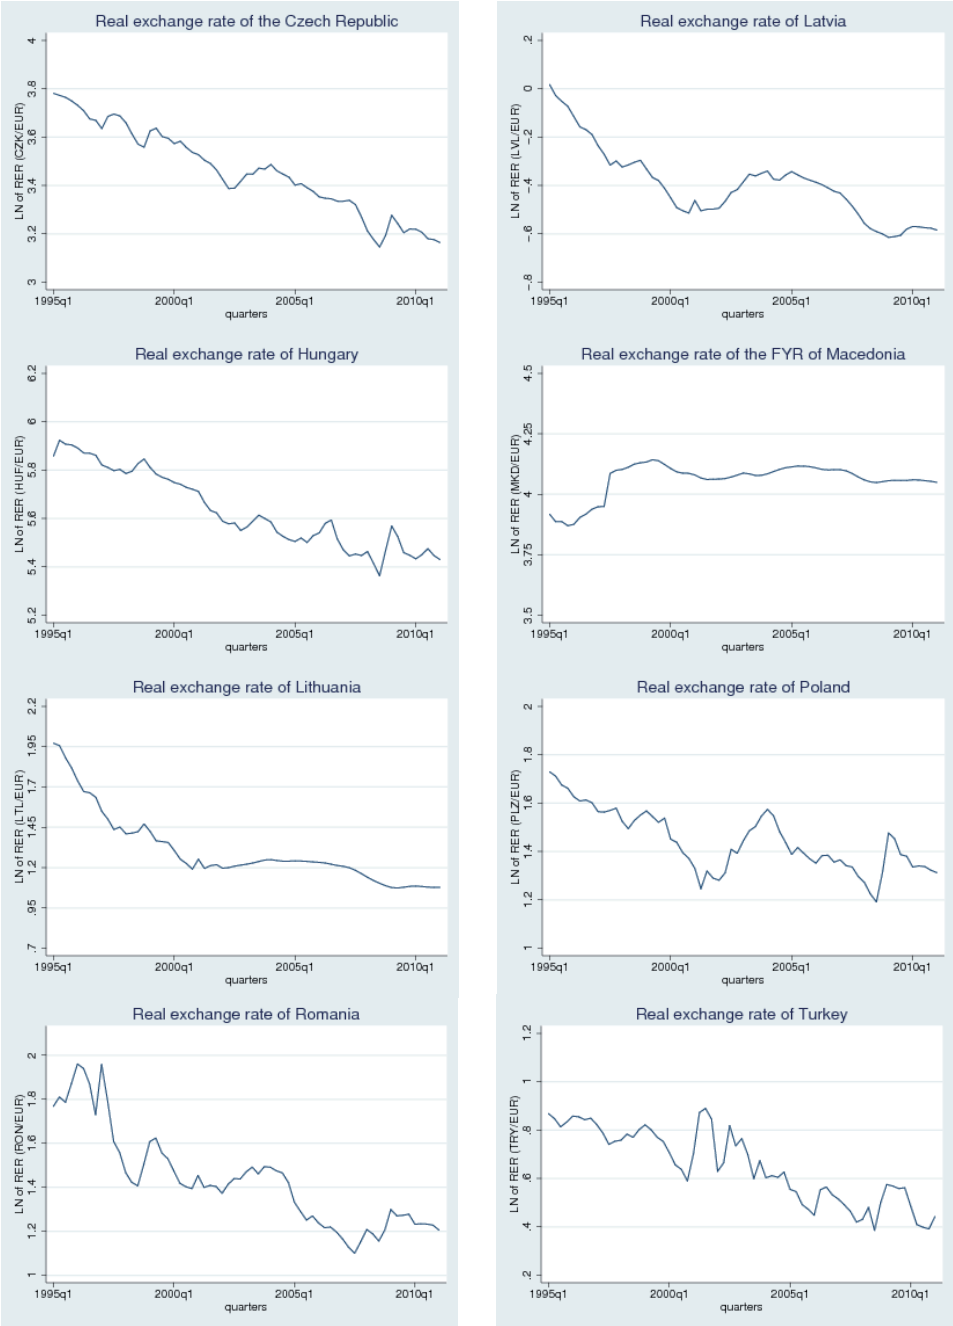 Real exchange rate of the Czech Republic
LN of RER (CZK/EUR)
4
3.8
3.6
3.4
3.2
3
1995q1 2000q1 2005q1 2010q1
quarters
Real exchange rate of Latvia
LN of RER (LVL/EUR)
.2
0
-.2
-.4
-.6
-.8
1995q1 2000q1 2005q1 2010q1
quarters
Real exchange rate of Hungary
LN of RER (HUF/EUR)
6.2
6
5.8
5.6
5.4
5.2
1995q1 2000q1 2005q1 2010q1
quarters
Real exchange rate of the FYR of Macedonia
LN of RER (MKD/EUR)
4.5
4.25
4
3.75
3.5
1995q1 2000q1 2005q1 2010q1
quarters
Real exchange rate of Lithuania
LN of RER (LTL/EUR)
2.2
1.95
1.7
1.45
1.2
.95
.7
1995q1 2000q1 2005q1 2010q1
quarters
Real exchange rate of Poland
LN of RER (PLZ/EUR)
2
1.8
1.6
1.4
1.2
1
1995q1 2000q1 2005q1 2010q1
quarters
Real exchange rate of Romania
LN of RER (RON/EUR)
2
1.8
1.6
1.4
1.2
1
1995q1 2000q1 2005q1 2010q1
quarters
Real exchange rate of Turkey
LN of RER (TRY/EUR)
1.2
1
.8
.6
.4
.2
1995q1 2000q1 2005q1 2010q1
quarters